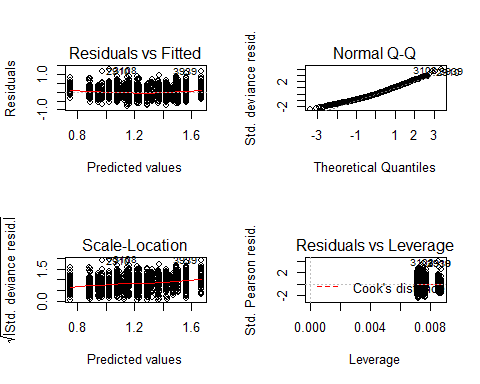 Residuals vs Fitted
Residuals
-1.0
0.0
1.0
3939
0.8
1.2
1.6
Predicted values
Normal Q-Q
Std. deviance resid.
-2
2
-3
-1
1
2
3
Theoretical Quantiles
Scale-Location
√|Std. deviance resid.|
0.0
1.5
3939
0.8
1.2
1.6
Predicted values
Residuals vs Leverage
Std. Pearson resid.
-2
2
Cook's distance
0.000
0.004
0.008
Leverage